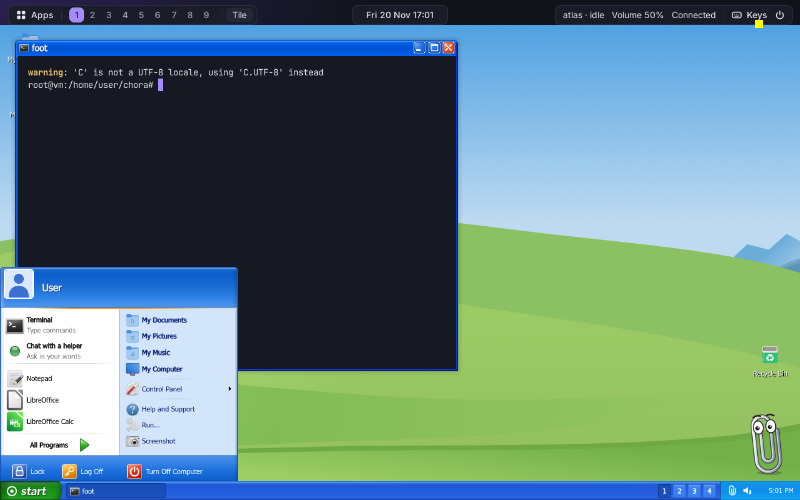 Apps 1 2 3 4 5 6 7 8 9 Tile
Fri 20 Nov 17:01
atlas · idle Volume 50% Connected Keys
foot
warning: 'C' is not a UTF-8 locale, using 'C.UTF-8' instead
root@vm:/home/user/chora#
User
Terminal
Type commands
Chat with a helper
Ask in your words
Notepad
LibreOffice
LibreOffice Calc
All Programs
My Documents
My Pictures
My Music
My Computer
Control Panel
Help and Support
Run...
Screenshot
Recycle Bin
Lock
Log Off
Turn Off Computer
start
foot
1 2 3 4
5:01 PM